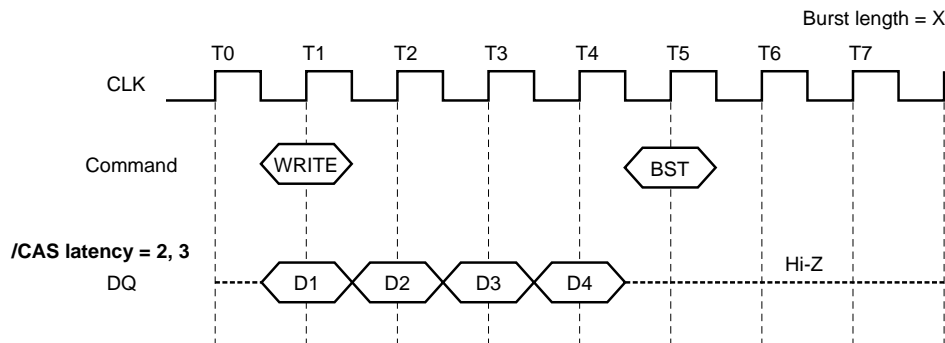 Burst length = X
T0 T1 T2 T3 T4 T5 T6 T7
CLK
Command WRITE BST
/CAS latency = 2, 3
DQ D1 D2 D3 D4 Hi-Z